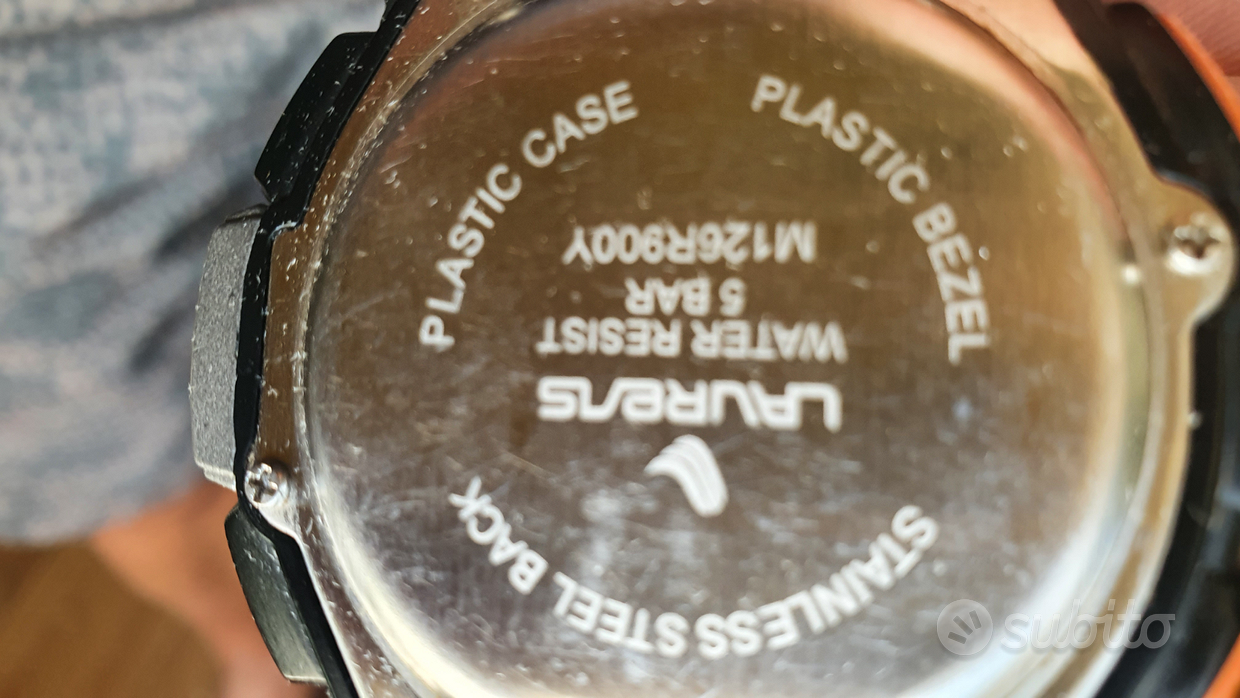 LAURENS
WATER RESIST
5 BAR
M126R900Y
STAINLESS STEEL BACK
PLASTIC CASE
PLASTIC BEZEL
subito